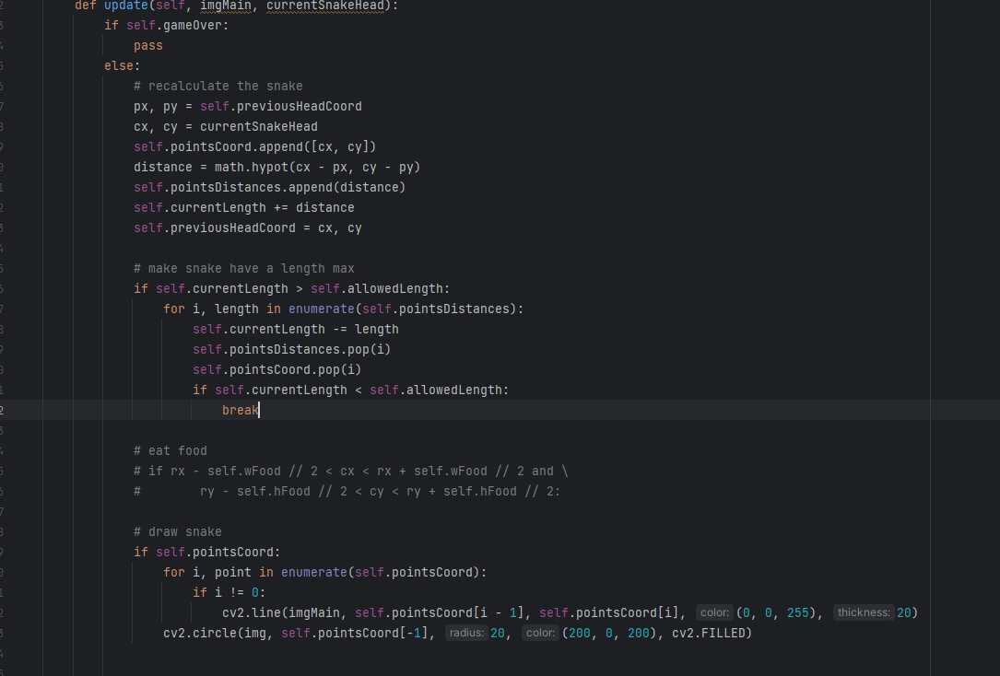 def update(self, imgMain, currentSnakeHead):
if self.gameOver:
pass
else:
# recalculate the snake
px, py = self.previousHeadCoord
cx, cy = currentSnakeHead
self.pointsCoord.append([cx, cy])
distance = math.hypot(cx - px, cy - py)
self.pointsDistances.append(distance)
self.currentLength += distance
self.previousHeadCoord = cx, cy
# make snake have a length max
if self.currentLength > self.allowedLength:
for i, length in enumerate(self.pointsDistances):
self.currentLength -= length
self.pointsDistances.pop(i)
self.pointsCoord.pop(i)
if self.currentLength < self.allowedLength:
break
# eat food
# if rx - self.wFood // 2 < cx < rx + self.wFood // 2 and \
#        ry - self.hFood // 2 < cy < ry + self.hFood // 2:
# draw snake
if self.pointsCoord:
for i, point in enumerate(self.pointsCoord):
if i != 0:
cv2.line(imgMain, self.pointsCoord[i - 1], self.pointsCoord[i], color: (0, 0, 255), thickness: 20)
cv2.circle(img, self.pointsCoord[-1], radius: 20, color: (200, 0, 200), cv2.FILLED)